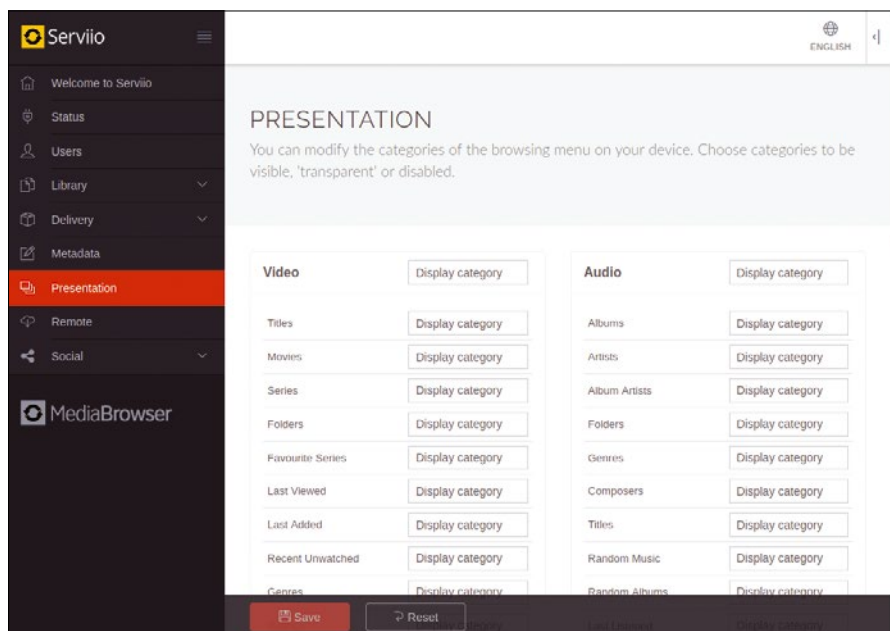 Serviio
ENGLISH
Welcome to Serviio
Status
Users
Library
Delivery
Metadata
Presentation
Remote
Social
MediaBrowser
PRESENTATION
You can modify the categories of the browsing menu on your device. Choose categories to be
visible, 'transparent' or disabled.
Video Display category
Titles Display category
Movies Display category
Series Display category
Folders Display category
Favourite Series Display category
Last Viewed Display category
Last Added Display category
Recent Unwatched Display category
Genres Display category
Audio Display category
Albums Display category
Artists Display category
Album Artists Display category
Folders Display category
Genres Display category
Composers Display category
Titles Display category
Random Music Display category
Random Albums Display category
Save Reset